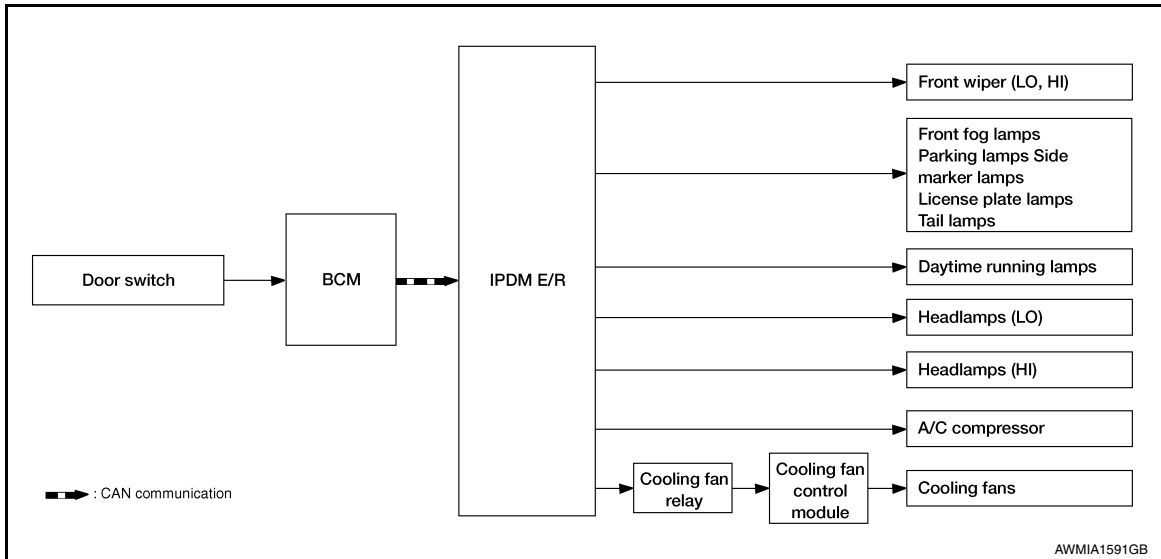 Front wiper (LO, HI)
Front fog lamps
Parking lamps Side
marker lamps
License plate lamps
Tail lamps
Door switch
BCM
IPDM E/R
Daytime running lamps
Headlamps (LO)
Headlamps (HI)
A/C compressor
Cooling fan
relay
Cooling fan
control
module
Cooling fans
: CAN communication
AWMIA1591GB